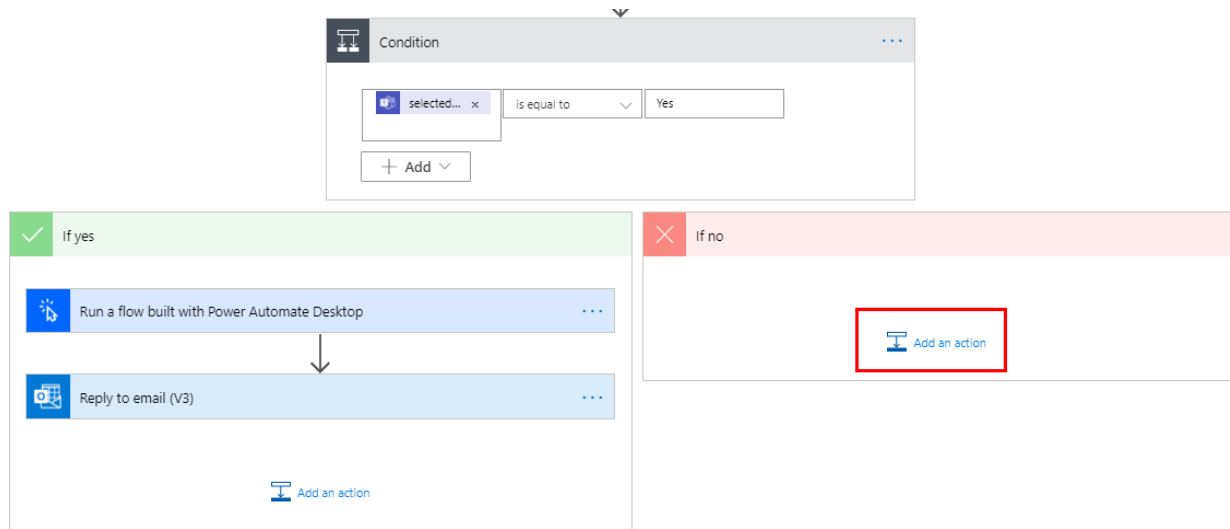 Condition
...
selected... x
is equal to
Yes
+ Add
If yes
If no
Run a flow built with Power Automate Desktop
...
Add an action
Reply to email (V3)
...
Add an action